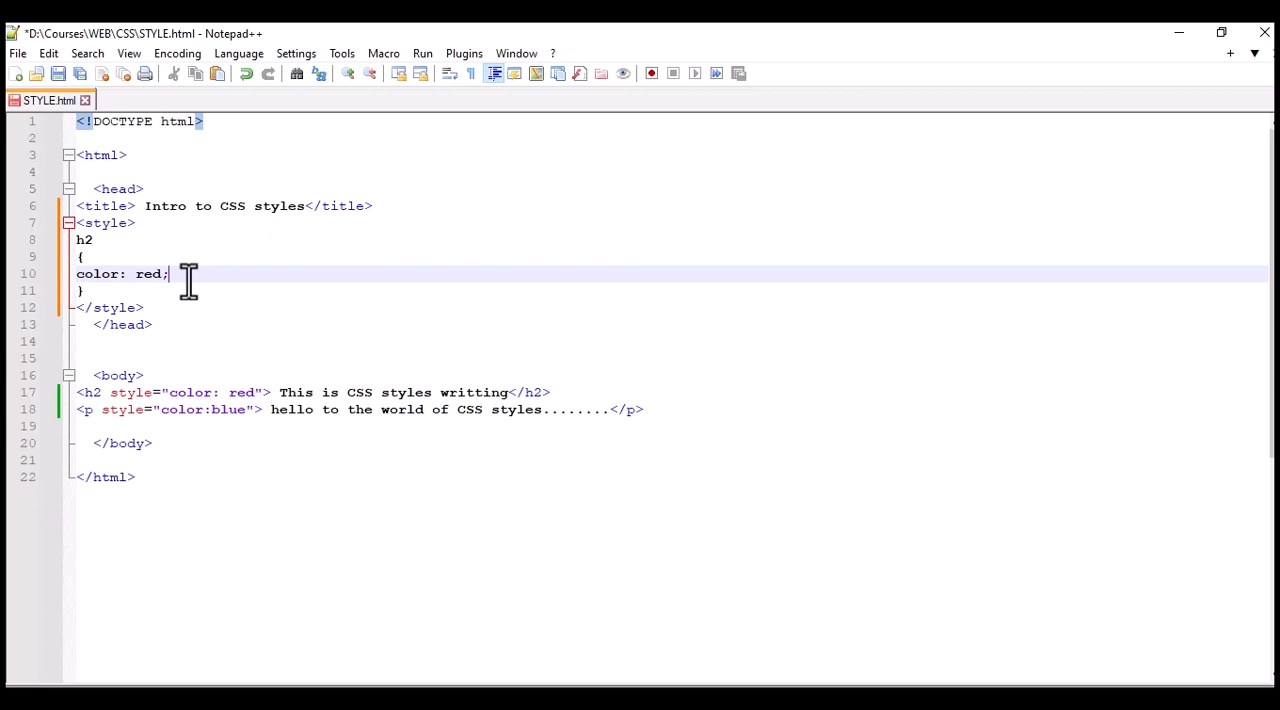 *D:\Courses\WEB\CSS\STYLE.html - Notepad++
File Edit Search View Encoding Language Settings Tools Macro Run Plugins Window ?
STYLE.html
1 <!DOCTYPE html>
2
3 <html>
4
5 <head>
6 <title> Intro to CSS styles</title>
7 <style>
8 h2
9 {
10 color: red;
11 }
12 </style>
13 </head>
14
15
16 <body>
17 <h2 style="color: red"> This is CSS styles writting</h2>
18 <p style="color:blue"> hello to the world of CSS styles........</p>
19
20 </body>
21
22 </html>